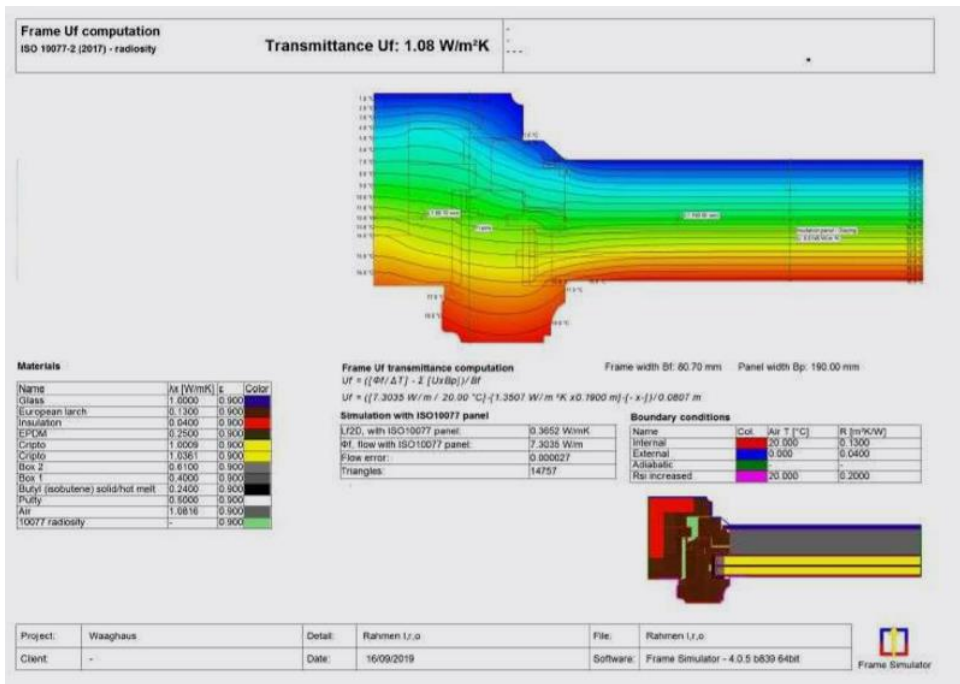 Frame Uf computation
ISO 10077-2 (2017) - radiosity
Transmittance Uf: 1.08 W/m²K
Frame
Materials
Name λx [W/mK] ε Color
Glass 1.0000 0.900
European larch 0.1300 0.900
Insulation 0.0400 0.900
EPDM 0.2500 0.900
Cripto 1.0009 0.900
Cripto 1.0361 0.900
Box 2 0.6100 0.900
Box 1 0.4000 0.900
Butyl (isobutene) solid/hot melt 0.2400 0.900
Putty 0.5000 0.900
Air 1.0816 0.900
10077 radiosity - 0.900
Frame Uf transmittance computation
Frame width Bf: 80.70 mm Panel width Bp: 190.00 mm
Uf = ([Φf/ΔT] - Σ [UxBp])/ Bf
Uf = ([7.3035 W/m / 20.00 °C]-[1.3507 W/m²K x0.1900 m]-[- x-])/0.0807 m
Simulation with ISO10077 panel
Lf2D, with ISO10077 panel: 0.3652 W/mK
Φf. flow with ISO10077 panel: 7.3035 W/m
Flow error: 0.000027
Triangles: 14757
Boundary conditions
Name Col. Air T [°C] R [m²K/W]
Internal 20.000 0.1300
External 0.000 0.0400
Adiabatic - -
Rsi increased 20.000 0.2000
Project: Waaghaus Detail: Rahmen l,r,o File: Rahmen l,r,o
Client: - Date: 16/09/2019 Software: Frame Simulator - 4.0.5 b839 64bit
Frame Simulator